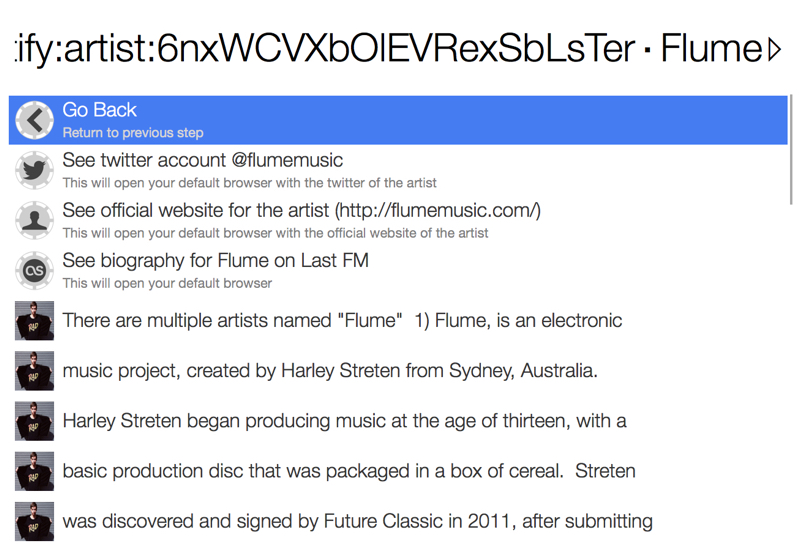 ify:artist:6nxWCVXbOlEVRexSbLsTer · Flume▷
Go Back
Return to previous step
See twitter account @flumemusic
This will open your default browser with the twitter of the artist
See official website for the artist (http://flumemusic.com/)
This will open your default browser with the official website of the artist
See biography for Flume on Last FM
This will open your default browser
There are multiple artists named "Flume"  1) Flume, is an electronic
music project, created by Harley Streten from Sydney, Australia.
Harley Streten began producing music at the age of thirteen, with a
basic production disc that was packaged in a box of cereal.  Streten
was discovered and signed by Future Classic in 2011, after submitting